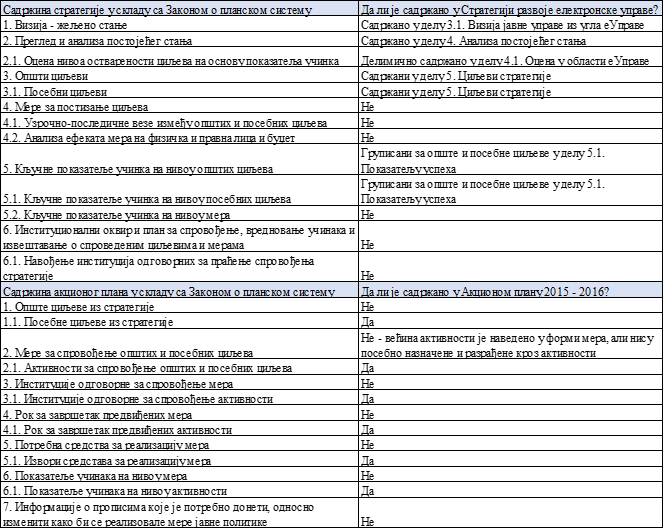 Садржина стратегије у складу са Законом о планском систему Да ли је садржано у Стратегији развоје електронске управе?
1. Визија - жељено стање Садржано у делу 3.1. Визија јавне управе из угла еУправе
2. Преглед и анализа постојећег стања Садржано у делу 4. Анализа постојећег стања
2.1. Оцена нивоа остварености циљева на основу показатеља учинка Делимично садржано у делу 4.1. Оцена у области еУправе
3. Општи циљеви Садржани у делу 5. Циљеви стратегије
3.1. Посебни циљеви Садржани у делу 5. Циљеви стратегије
4. Мере за постизање циљева Не
4.1. Узрочно-последичне везе између општих и посебних циљева Не
4.2. Анализа ефеката мера на физичка и правна лица и буџет Не
5. Кључне показатеље учинка на нивоу општих циљева Груписани за опште и посебне циљеве у делу 5.1.
Показатељу успеха
5.1. Кључне показатеље учинка на нивоу посебних циљева Груписани за опште и посебне циљеве у делу 5.1.
Показатељу успеха
5.2. Кључне показатеље учинка на нивоу мера Не
6. Институционални оквир и план за спровођење, вредновање учинака и
извештавање о спроведеним циљевима и мерама Не
6.1. Навођење институција одговорних за праћење спровођења
стратегије Не
Садржина акционог плана у складу са Законом о планском систему Да ли је садржано у Акционом плану 2015 - 2016?
1. Опште циљеве из стратегије Не
1.1. Посебне циљеве из стратегије Да
2. Мере за спровођење општих и посебних циљева Не - већина активности је наведено у форми мера, али нису
посебно назначене и разрађене кроз активности
2.1. Активности за спровођење општих и посебних циљева Да
3. Институције одговорне за спровођење мера Не
3.1. Институције одговорне за спровођење активности Да
4. Рок за завршетак предвиђених мера Не
4.1. Рок за завршетак предвиђених активности Да
5. Потребна средства за реализацију мера Не
5.1. Извори средстава за реализацију мера Да
6. Показатеље учинака на нивоу мера Не
6.1. Показатеље учинака на нивоу активности Да
7. Информације о прописима које је потребно донети, односно
изменити како би се реализовале мере јавне политике Не